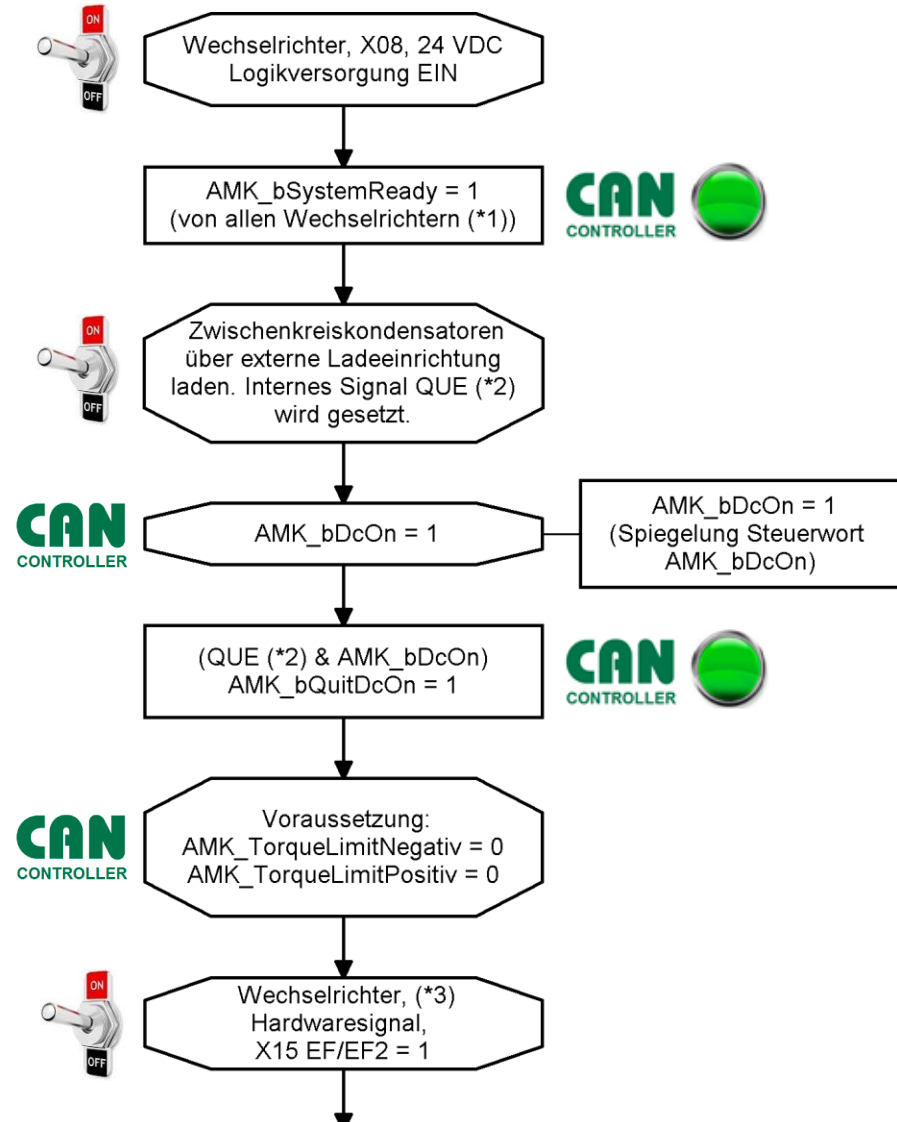 ON
OFF
Wechselrichter, X08, 24 VDC
Logikversorgung EIN
AMK_bSystemReady = 1
(von allen Wechselrichtern (*1))
CAN
CONTROLLER
ON
OFF
Zwischenkreiskondensatoren
über externe Ladeeinrichtung
laden. Internes Signal QUE (*2)
wird gesetzt.
CAN
CONTROLLER
AMK_bDcOn = 1
AMK_bDcOn = 1
(Spiegelung Steuerwort
AMK_bDcOn)
(QUE (*2) & AMK_bDcOn)
AMK_bQuitDcOn = 1
CAN
CONTROLLER
CAN
CONTROLLER
Voraussetzung:
AMK_TorqueLimitNegativ = 0
AMK_TorqueLimitPositiv = 0
ON
OFF
Wechselrichter, (*3)
Hardwaresignal,
X15 EF/EF2 = 1